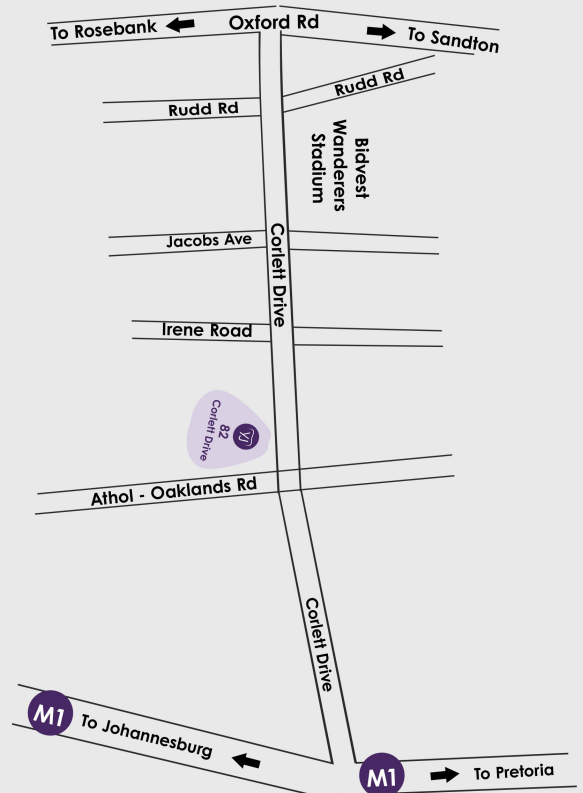 To Rosebank
Oxford Rd
To Sandton
Rudd Rd
Rudd Rd
Bidvest
Wanderers
Stadium
Jacobs Ave
Corlett Drive
Irene Road
YJ
82
Corlett Drive
Athol - Oaklands Rd
Corlett Drive
M1
To Johannesburg
M1
To Pretoria